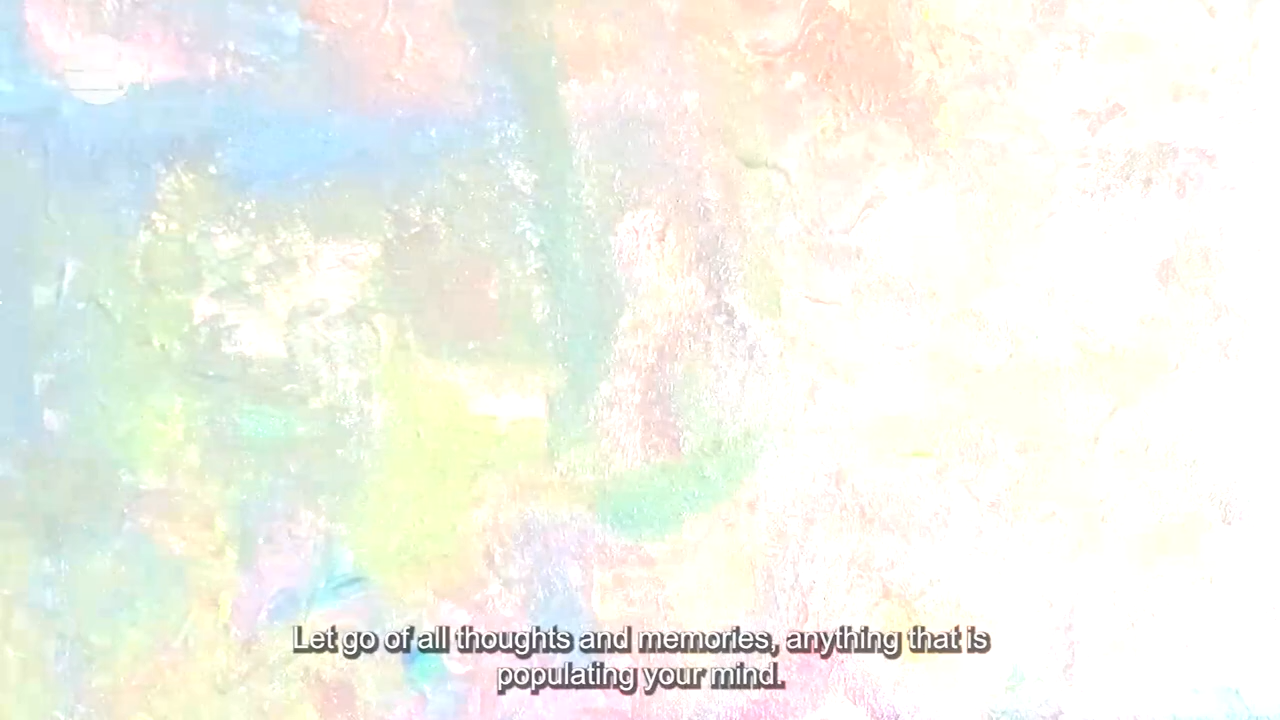 Let go of all thoughts and memories, anything that is
populating your mind.